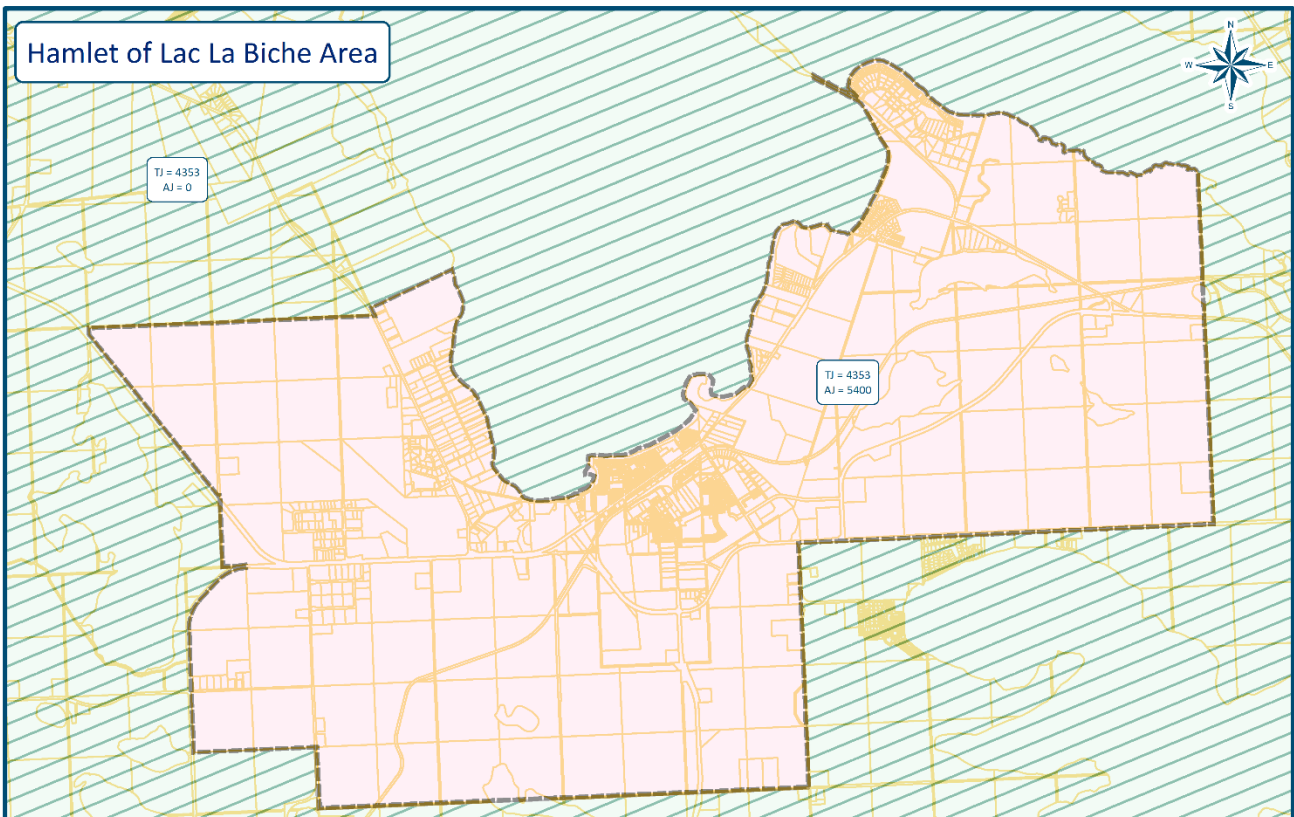 Hamlet of Lac La Biche Area
N
W
E
S
TJ = 4353
AJ = 0
TJ = 4353
AJ = 5400